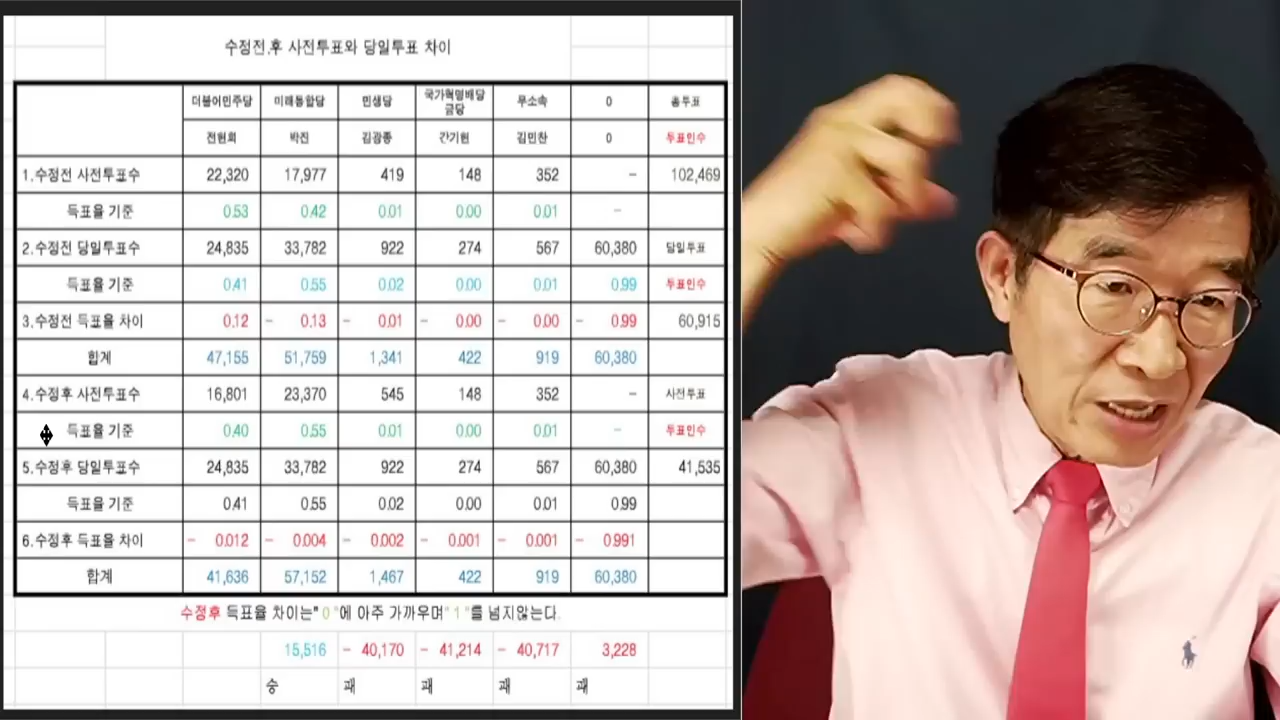 수정전.후 사전투표와 당일투표 차이
더불어민주당 미래통합당 민생당 국가혁명배당금당 무소속 0 총투표
전현희 박진 김광종 간기현 김민찬 0 투표인수
1.수정전 사전투표수 22,320 17,977 419 148 352 - 102,469
득표율 기준 0.53 0.42 0.01 0.00 0.01 -
2.수정전 당일투표수 24,835 33,782 922 274 567 60,380 당일투표
득표율 기준 0.41 0.55 0.02 0.00 0.01 0.99 투표인수
3.수정전 득표율 차이 0.12 - 0.13 - 0.01 - 0.00 - 0.00 - 0.99 60,915
합계 47,155 51,759 1,341 422 919 60,380
4.수정후 사전투표수 16,801 23,370 545 148 352 - 사전투표
득표율 기준 0.40 0.55 0.01 0.00 0.01 - 투표인수
5.수정후 당일투표수 24,835 33,782 922 274 567 60,380 41,535
득표율 기준 0.41 0.55 0.02 0.00 0.01 0.99
6.수정후 득표율 차이 - 0.012 - 0.004 - 0.002 - 0.001 - 0.001 - 0.991
합계 41,636 57,152 1,467 422 919 60,380
수정후 득표율 차이는"0"에 아주 가까우며"1"를 넘지않는다.
15,516 - 40,170 - 41,214 - 40,717 3,228
승 패 패 패 패